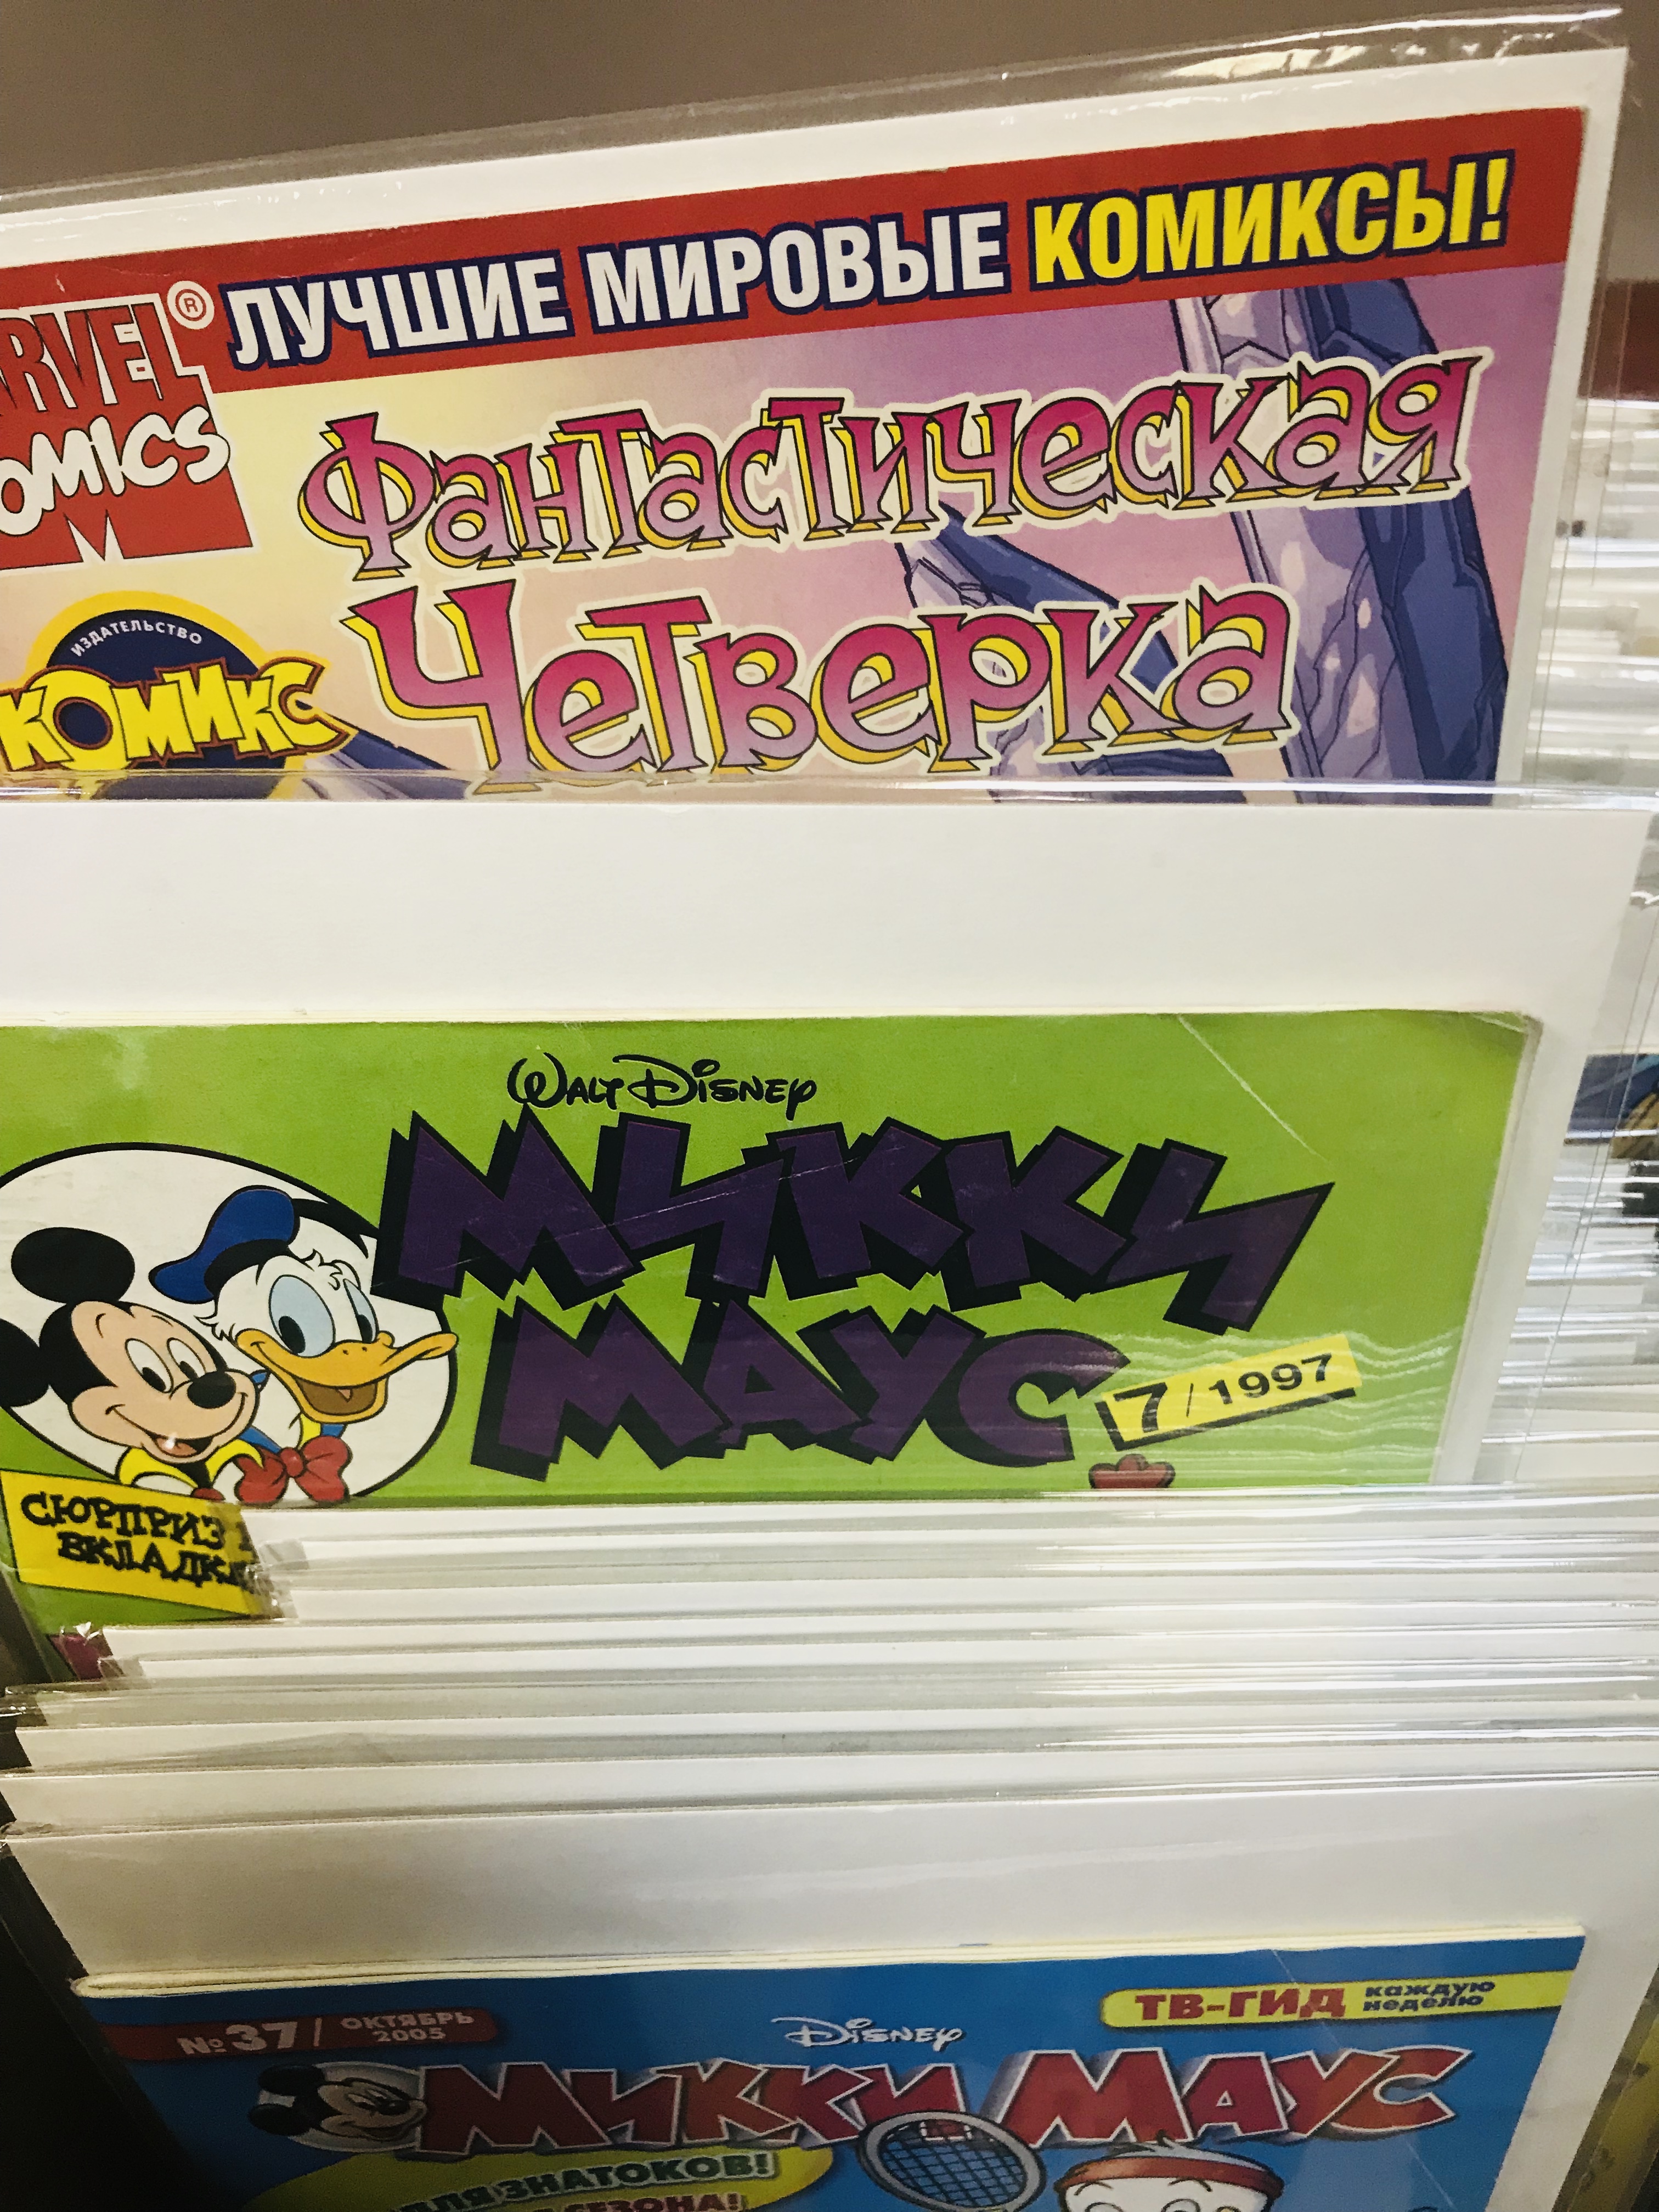 ЛУЧШИЕ МИРОВЫЕ КОМИКСЫ!
®
COMICS
Фантастическая
Четверка
ИЗДАТЕЛЬСТВО
КОМИКС
WALT DISNEY
МИККИ
МАУС
7/1997
СЮРПРИЗ
№37/ ОКТЯБРЬ
2005
DISNEY
ТВ-ГИД каждую
неделю
МИККИ МАУС
ДЛЯ ЗНАТОКОВ!
СЕЗОНА!